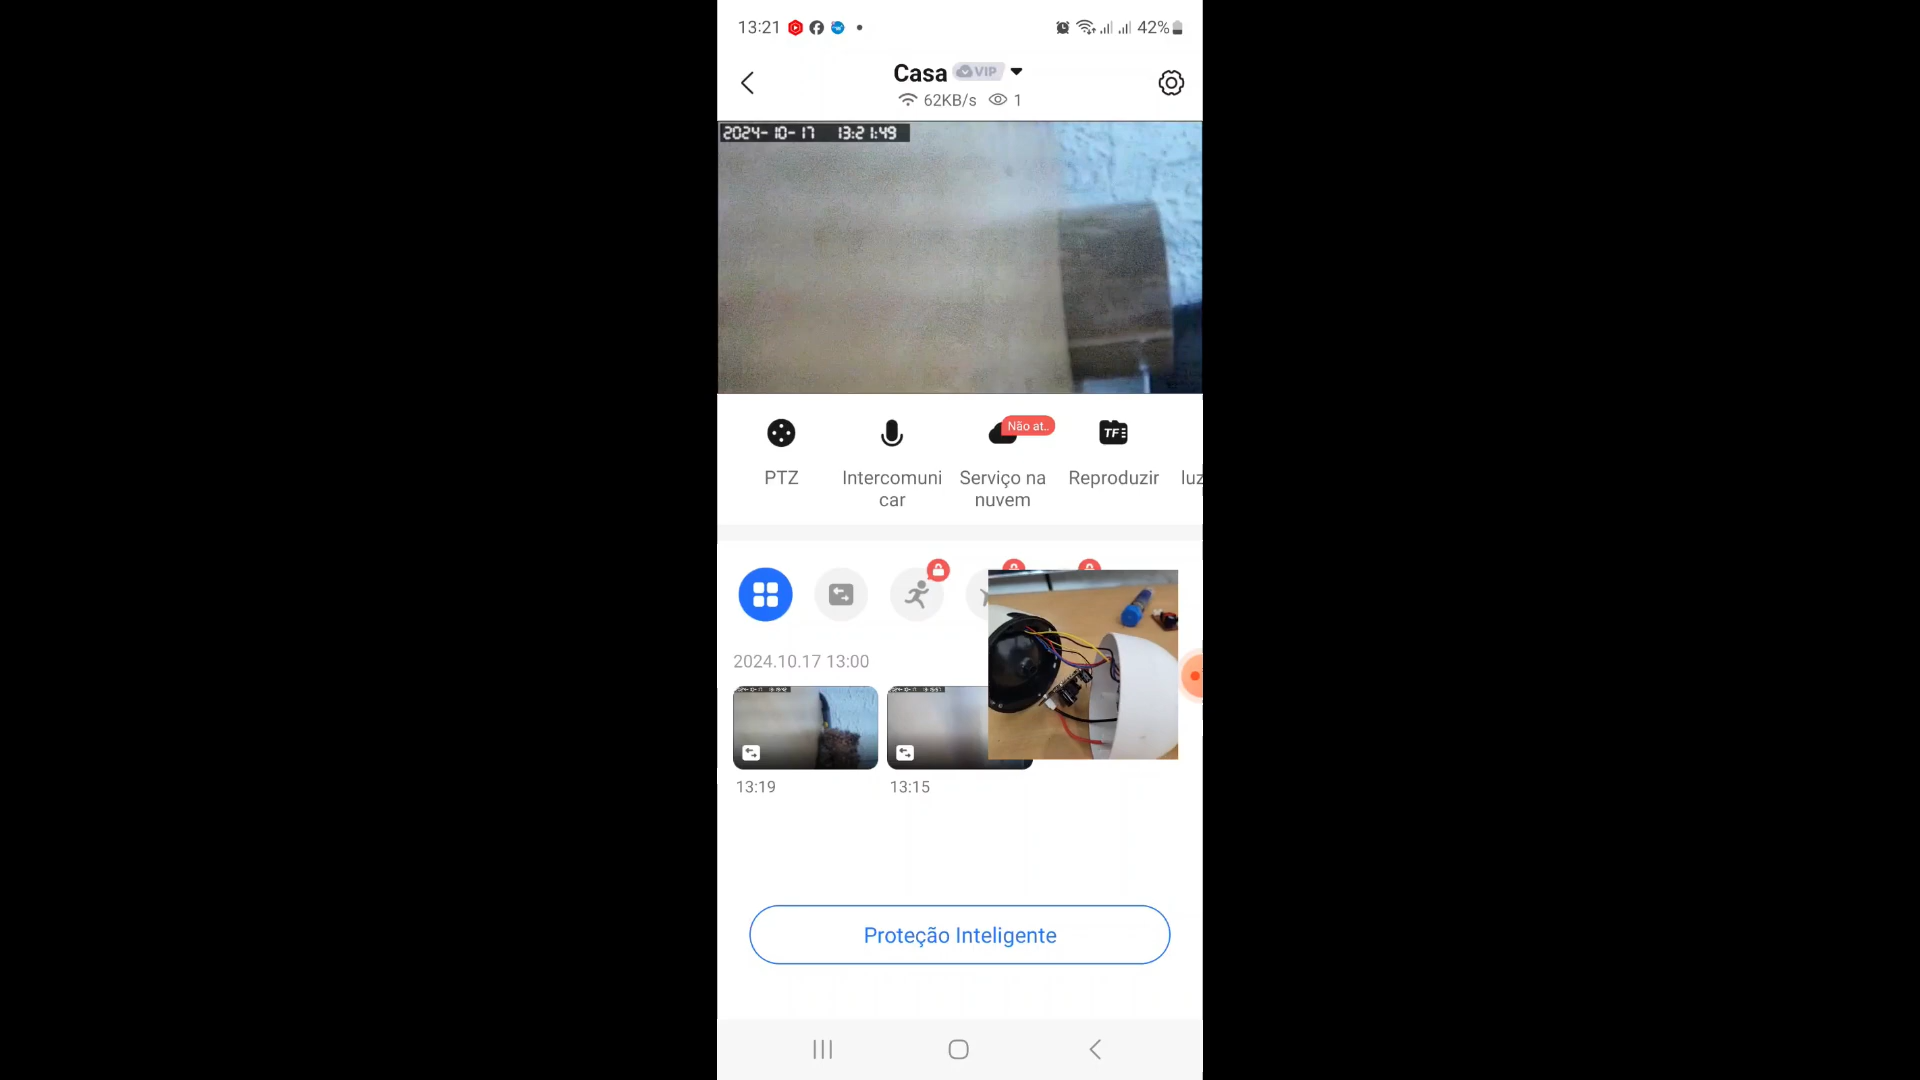 13:21
42%
Casa VIP
62KB/s 1
2024-10-17 13:21:49
Não at..
TF
PTZ
Intercomuni
car
Serviço na
nuvem
Reproduzir
luz
2024.10.17 13:00
13:19
13:15
Proteção Inteligente